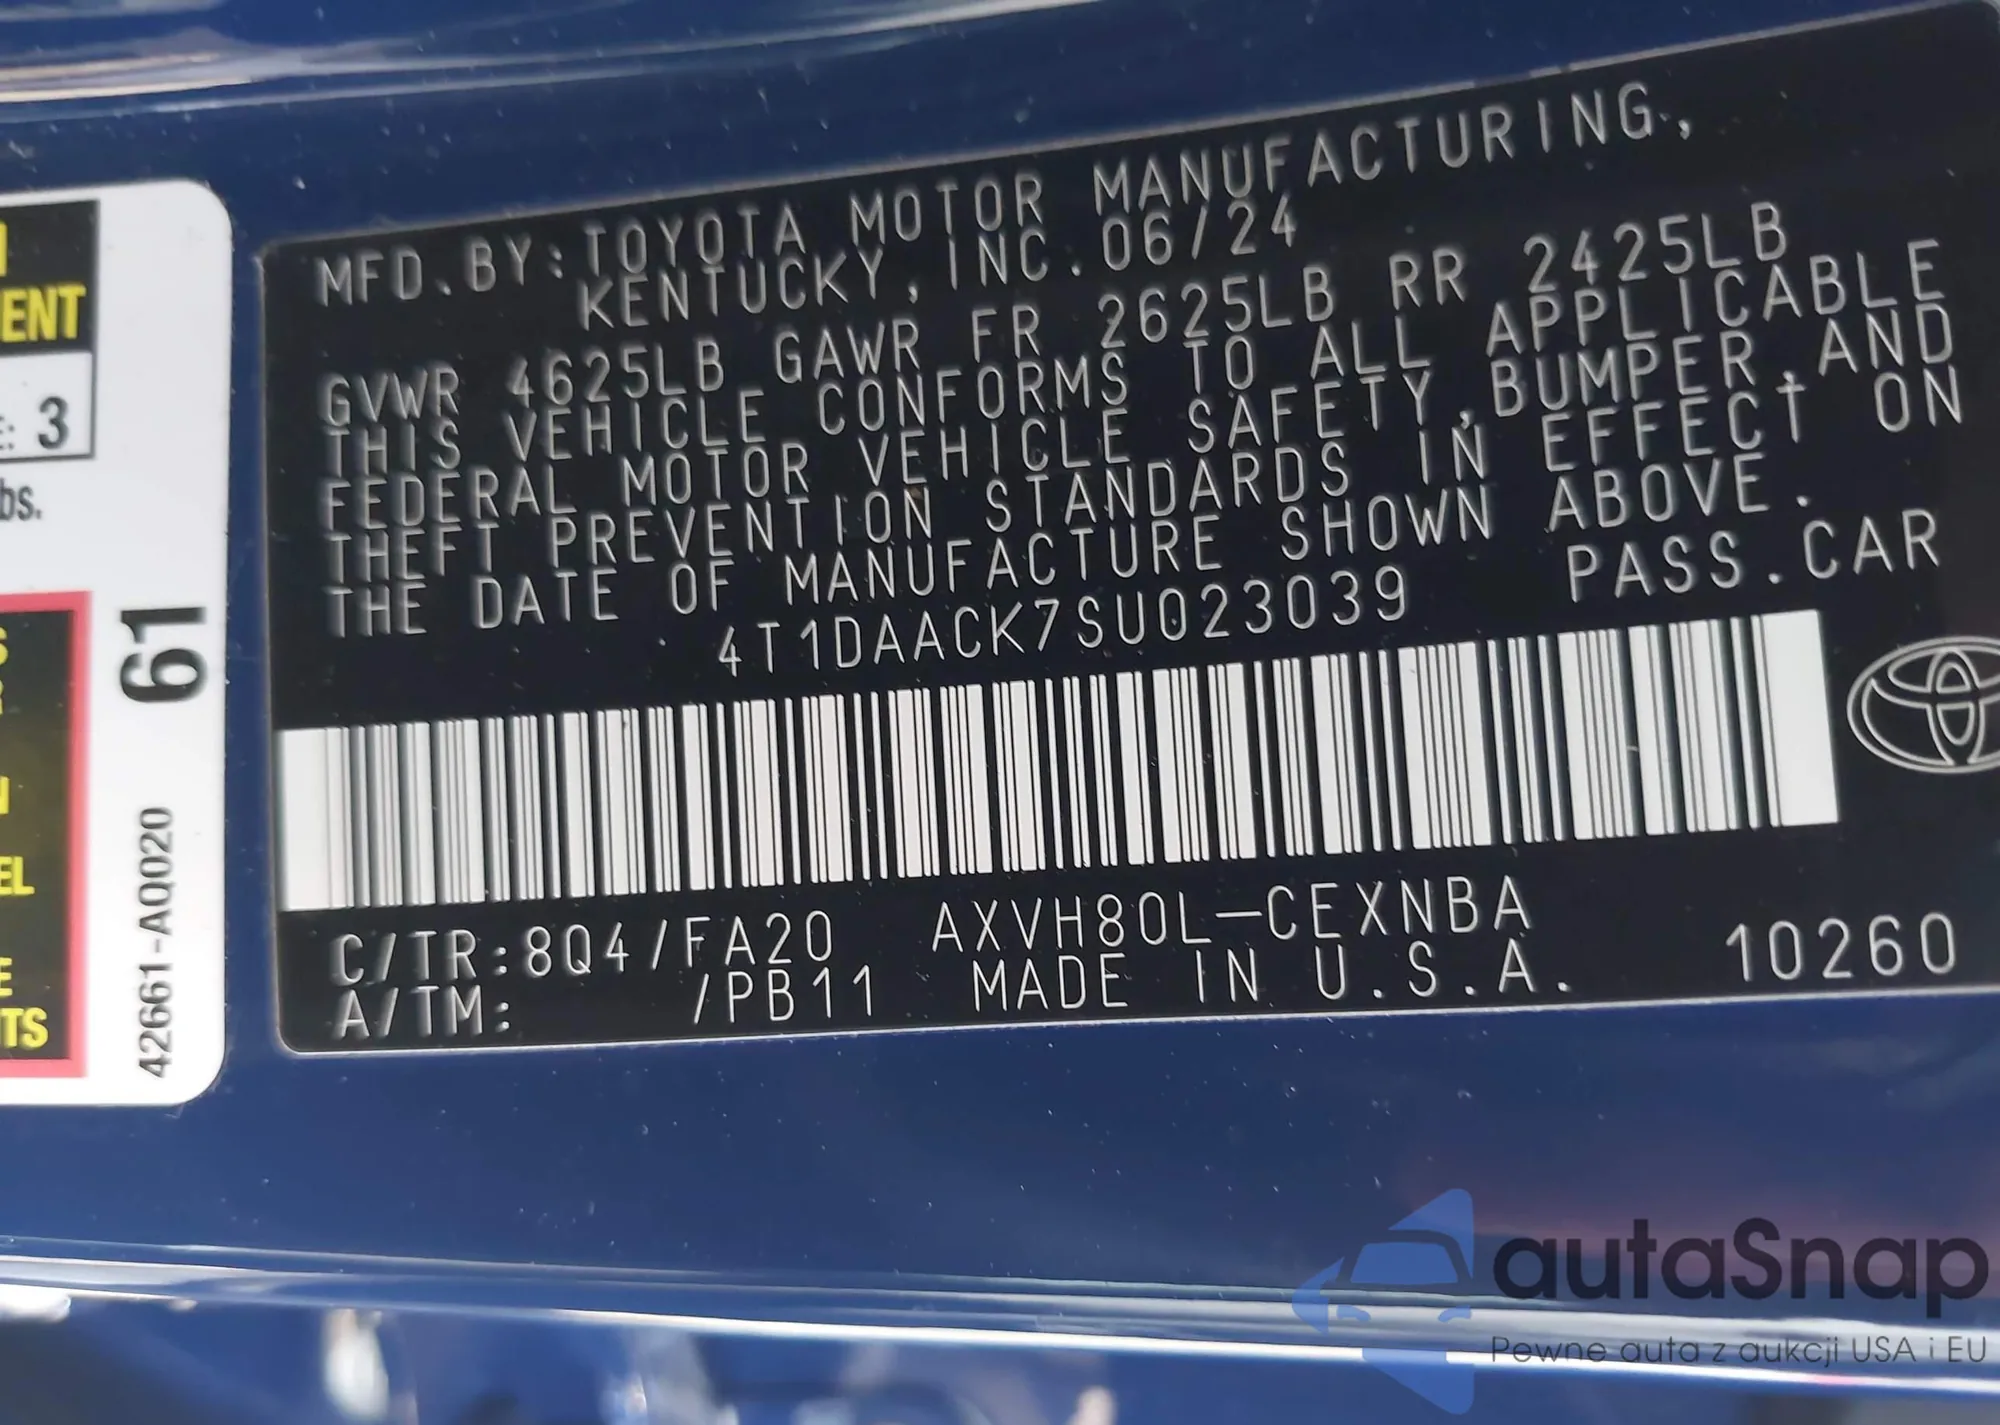 ENT
E: 3
bs.
S
N
EL
E
TS
61
42661-AQ020
MFD.BY:TOYOTA MOTOR MANUFACTURING,
KENTUCKY, INC. 06/24
GVWR 4625LB GAWR FR 2625LB RR 2425LB
THIS VEHICLE CONFORMS TO ALL APPLICABLE
FEDERAL MOTOR VEHICLE SAFETY,BUMPER,AND
THEFT PREVENTION STANDARDS IN EFFECT ON
THE DATE OF MANUFACTURE SHOWN ABOVE.
4T1DAACK7SU023039 PASS.CAR
C/TR:8Q4/FA20 AXVH80L-CEXNBA
A/TM: /PB11 MADE IN U.S.A. 10260
autaSnap
Pewne auta z aukcji USA i EU